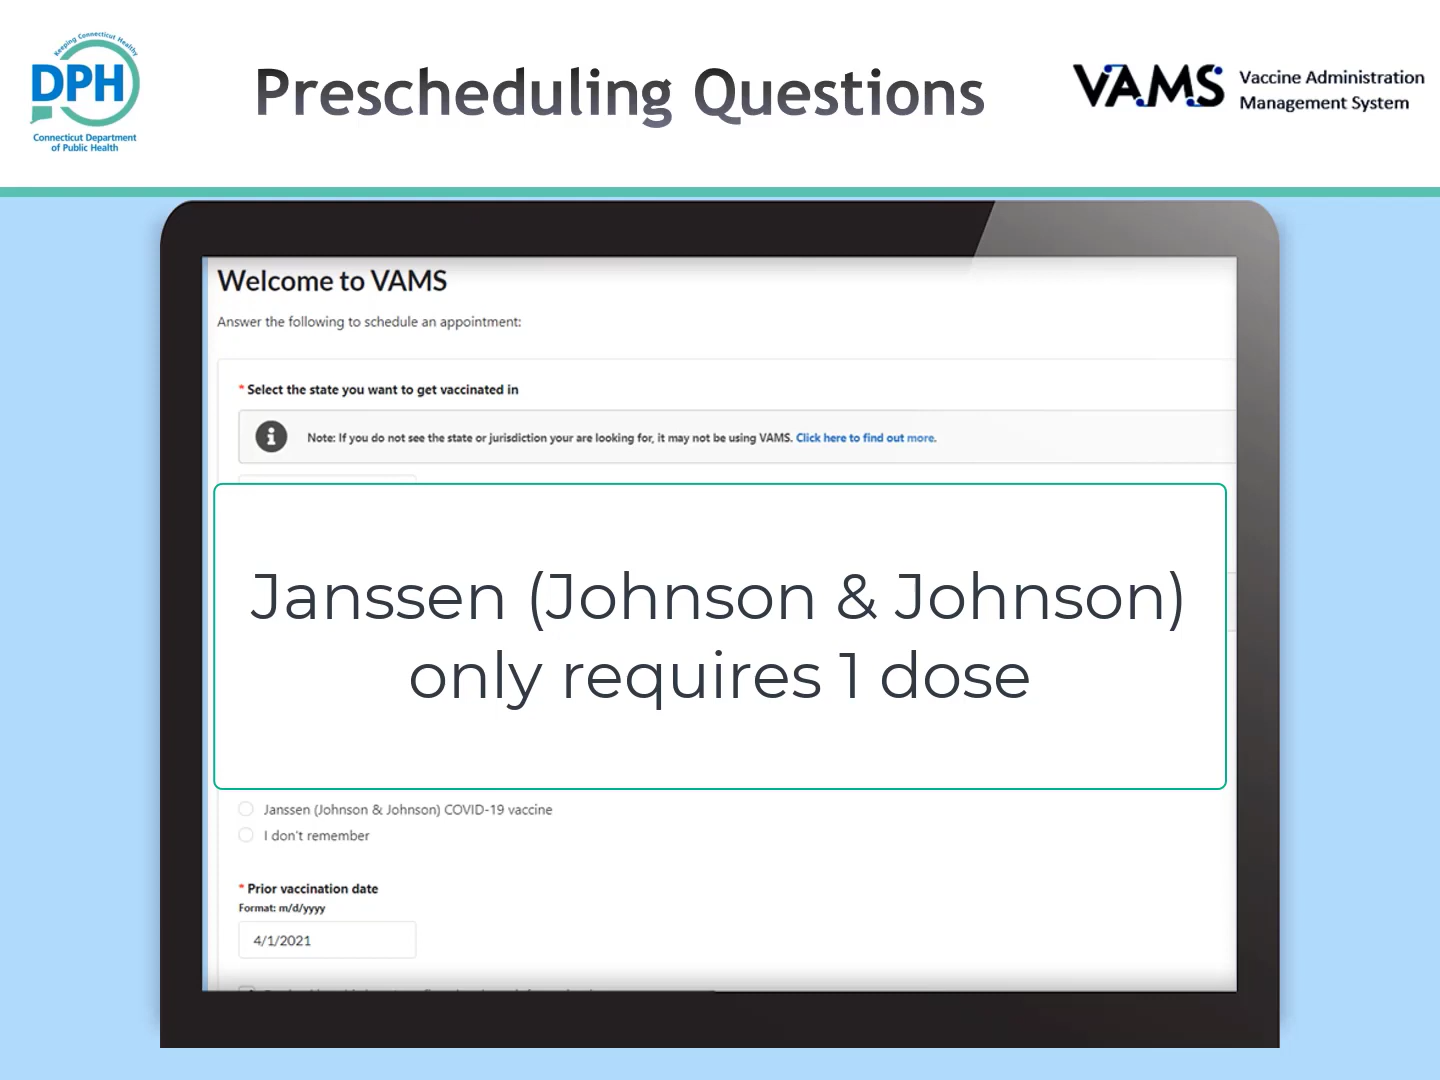 Keeping Connecticut Healthy
DPH
Connecticut Department
of Public Health
Prescheduling Questions
VAMS
Vaccine Administration
Management System
Welcome to VAMS
Answer the following to schedule an appointment:
* Select the state you want to get vaccinated in
Note: If you do not see the state or jurisdiction your are looking for, it may not be using VAMS. Click here to find out more.
Janssen (Johnson & Johnson)
only requires 1 dose
Janssen (Johnson & Johnson) COVID-19 vaccine
I don't remember
* Prior vaccination date
Format: m/d/yyyy
4/1/2021